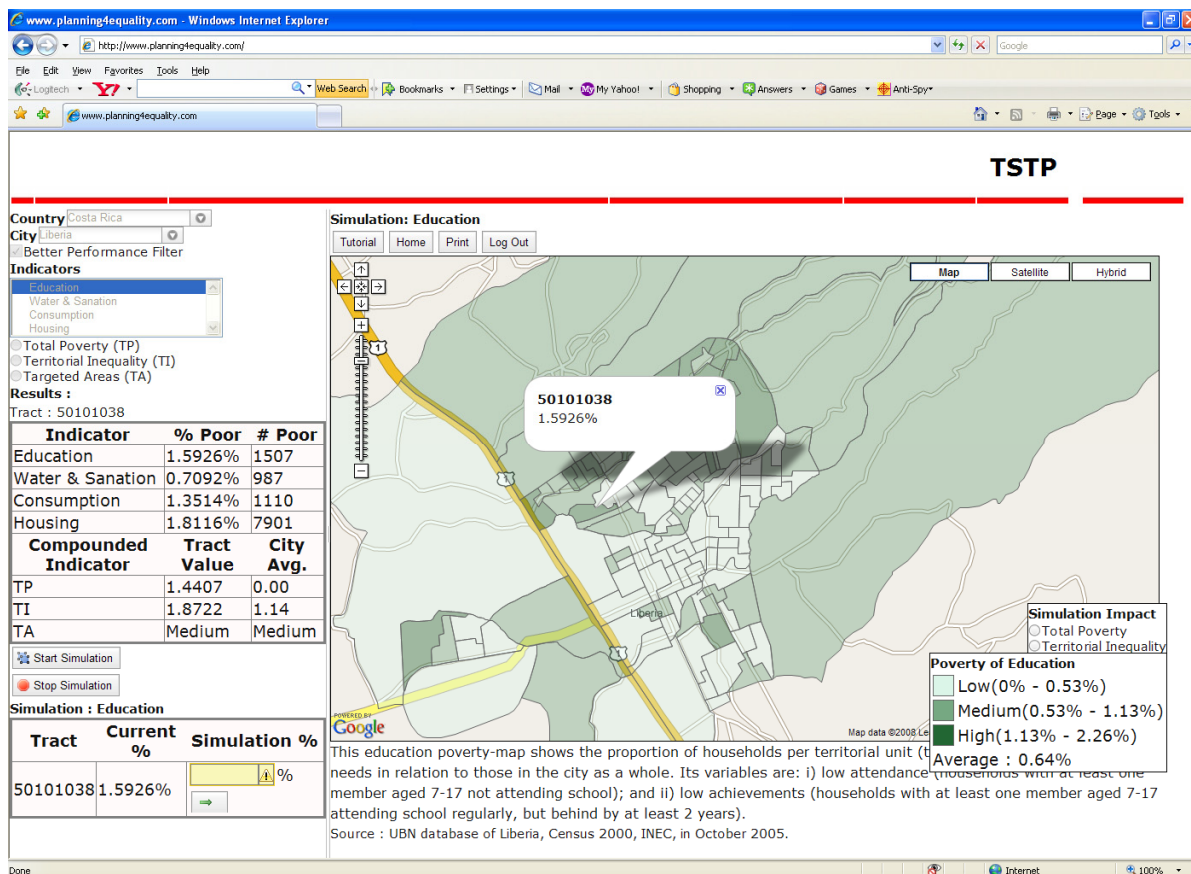 www.planning4equality.com - Windows Internet Explorer
http://www.planning4equality.com/
Google
File Edit View Favorites Tools Help
Logitech Y! Web Search Bookmarks Settings Mail My Yahoo! Shopping Answers Games Anti-Spy
www.planning4equality.com
Page Tools
TSTP
Country Costa Rica
City Liberia
Better Performance Filter
Indicators
Education
Water & Sanation
Consumption
Housing
Total Poverty (TP)
Territorial Inequality (TI)
Targeted Areas (TA)
Results :
Tract : 50101038
Indicator % Poor # Poor
Education 1.5926% 1507
Water & Sanation 0.7092% 987
Consumption 1.3514% 1110
Housing 1.8116% 7901
Compounded Indicator Tract Value City Avg.
TP 1.4407 0.00
TI 1.8722 1.14
TA Medium Medium
Start Simulation
Stop Simulation
Simulation : Education
Tract Current % Simulation %
50101038 1.5926% %
Simulation: Education
Tutorial Home Print Log Out
Map Satellite Hybrid
1
50101038
1.5926%
1
Liberia
1
Simulation Impact
Total Poverty
Territorial Inequality
Poverty of Education
Low(0% - 0.53%)
Medium(0.53% - 1.13%)
High(1.13% - 2.26%)
Average : 0.64%
POWERED BY
Google
Map data ©2008
This education poverty-map shows the proportion of households per territorial unit
needs in relation to those in the city as a whole. Its variables are: i) low attendance (households with at least one
member aged 7-17 not attending school); and ii) low achievements (households with at least one member aged 7-17
attending school regularly, but behind by at least 2 years).
Source : UBN database of Liberia, Census 2000, INEC, in October 2005.
Done Internet 100%